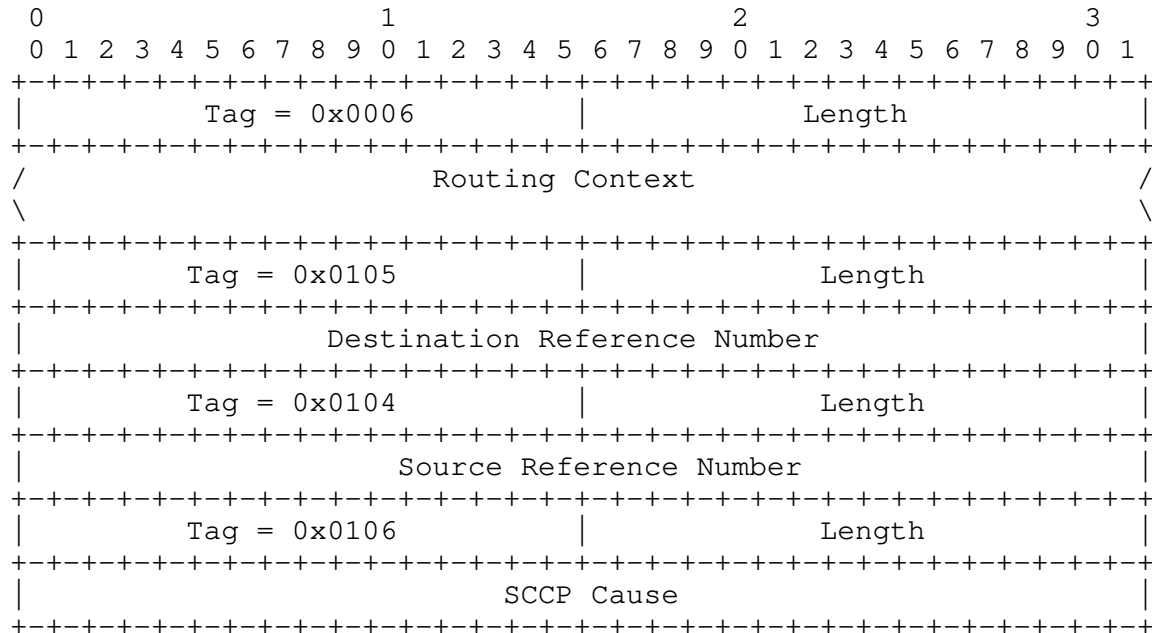 0                   1                   2                   3
 0 1 2 3 4 5 6 7 8 9 0 1 2 3 4 5 6 7 8 9 0 1 2 3 4 5 6 7 8 9 0 1
+-+-+-+-+-+-+-+-+-+-+-+-+-+-+-+-+-+-+-+-+-+-+-+-+-+-+-+-+-+-+-+-+
|          Tag = 0x0006         |            Length             |
+-+-+-+-+-+-+-+-+-+-+-+-+-+-+-+-+-+-+-+-+-+-+-+-+-+-+-+-+-+-+-+-+
/                       Routing Context                         /
\                                                               \
+-+-+-+-+-+-+-+-+-+-+-+-+-+-+-+-+-+-+-+-+-+-+-+-+-+-+-+-+-+-+-+-+
|         Tag = 0x0105          |             Length            |
+-+-+-+-+-+-+-+-+-+-+-+-+-+-+-+-+-+-+-+-+-+-+-+-+-+-+-+-+-+-+-+-+
|                 Destination Reference Number                  |
+-+-+-+-+-+-+-+-+-+-+-+-+-+-+-+-+-+-+-+-+-+-+-+-+-+-+-+-+-+-+-+-+
|         Tag = 0x0104          |             Length            |
+-+-+-+-+-+-+-+-+-+-+-+-+-+-+-+-+-+-+-+-+-+-+-+-+-+-+-+-+-+-+-+-+
|                     Source Reference Number                   |
+-+-+-+-+-+-+-+-+-+-+-+-+-+-+-+-+-+-+-+-+-+-+-+-+-+-+-+-+-+-+-+-+
|         Tag = 0x0106          |             Length            |
+-+-+-+-+-+-+-+-+-+-+-+-+-+-+-+-+-+-+-+-+-+-+-+-+-+-+-+-+-+-+-+-+
|                           SCCP Cause                          |
+-+-+-+-+-+-+-+-+-+-+-+-+-+-+-+-+-+-+-+-+-+-+-+-+-+-+-+-+-+-+-+-+